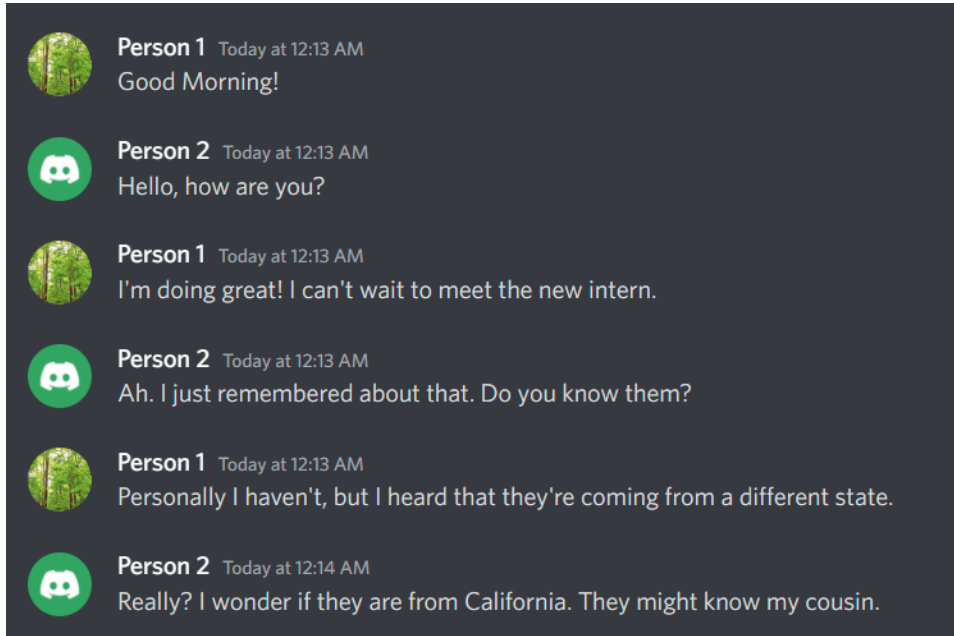 Person 1 Today at 12:13 AM
Good Morning!
Person 2 Today at 12:13 AM
Hello, how are you?
Person 1 Today at 12:13 AM
I'm doing great! I can't wait to meet the new intern.
Person 2 Today at 12:13 AM
Ah. I just remembered about that. Do you know them?
Person 1 Today at 12:13 AM
Personally I haven't, but I heard that they're coming from a different state.
Person 2 Today at 12:14 AM
Really? I wonder if they are from California. They might know my cousin.